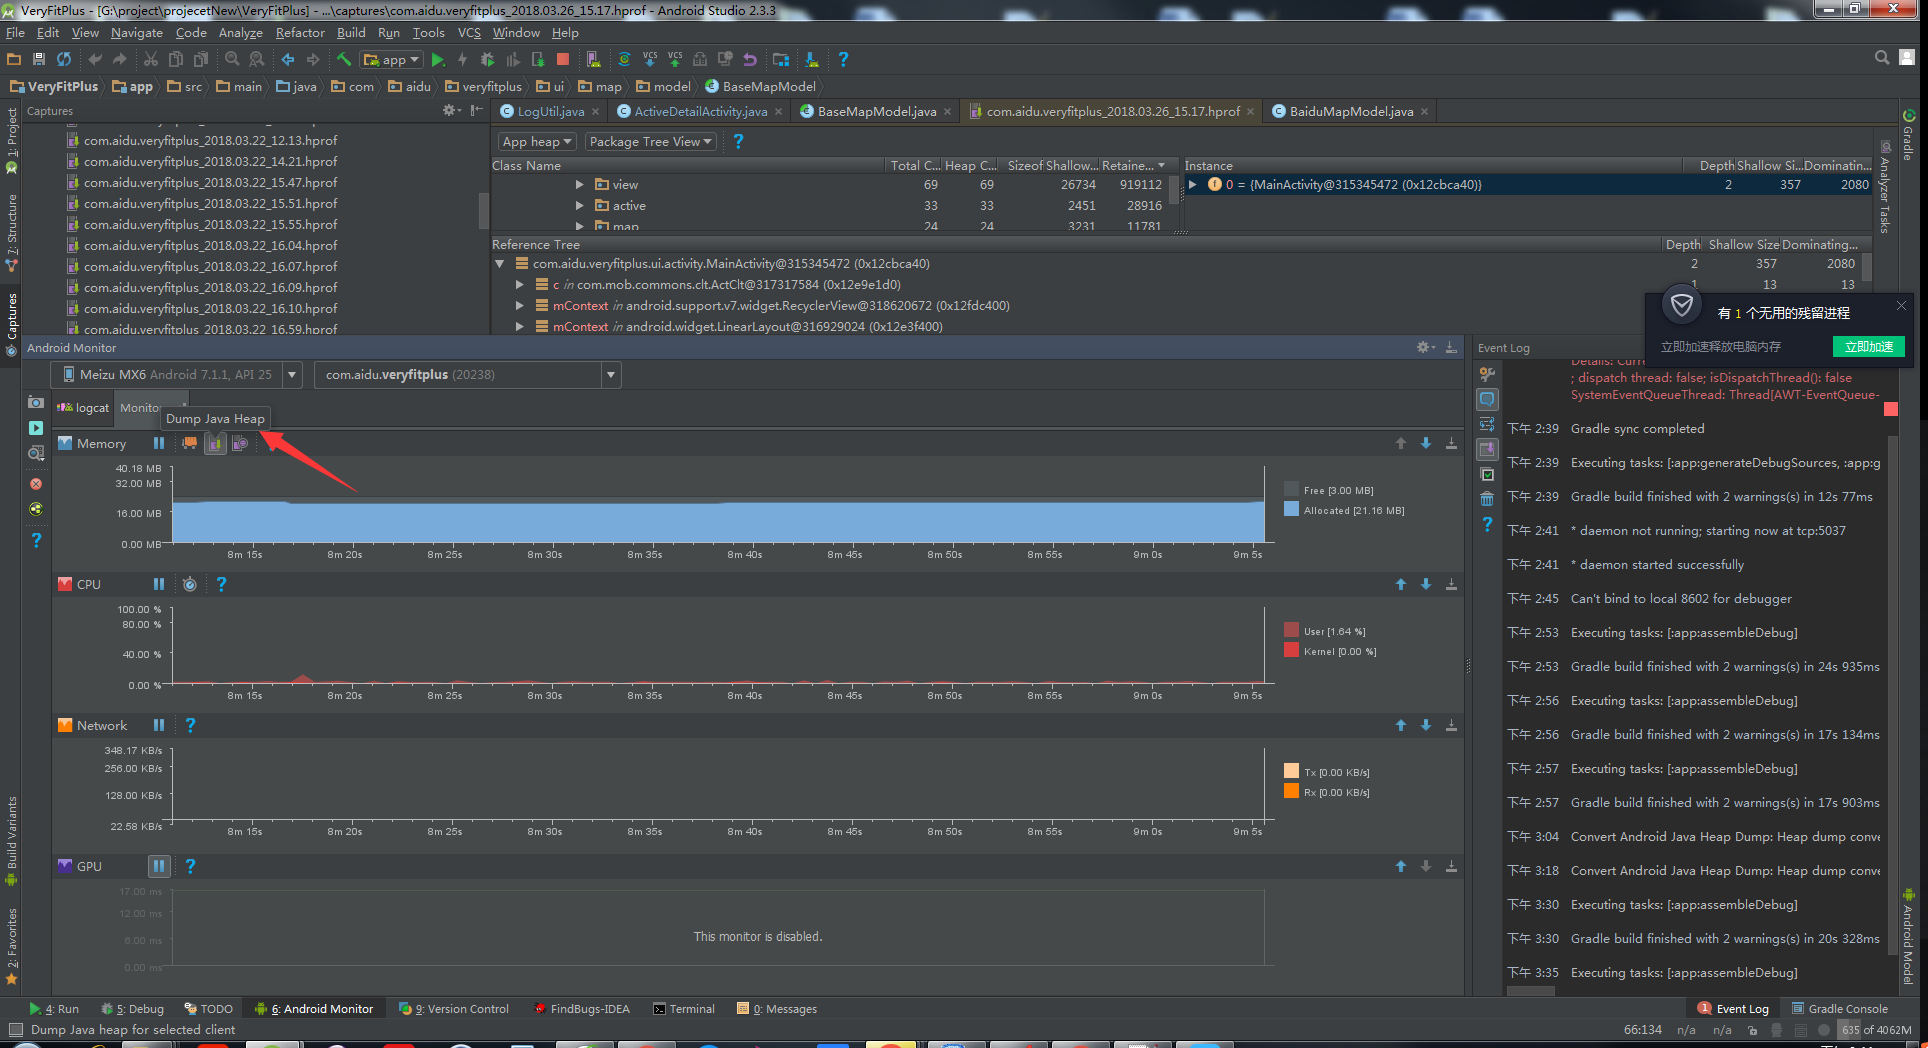 VeryFitPlus - [G:\project\projecetNew\VeryFitPlus] - ...\captures\com.aidu.veryfitplus_2018.03.26_15.17.hprof - Android Studio 2.3.3
File Edit View Navigate Code Analyze Refactor Build Run Tools VCS Window Help
app
VCS VCS
VeryFitPlus app src main java com aidu veryfitplus ui map model BaseMapModel
Captures
LogUtil.java ActiveDetailActivity.java BaseMapModel.java com.aidu.veryfitplus_2018.03.26_15.17.hprof BaiduMapModel.java
1: Project
7: Structure
Captures
Build Variants
2: Favorites
Gradle
Analyzer Tasks
Android Model
com.aidu.veryfitplus_2018.03.22_12.13.hprof
com.aidu.veryfitplus_2018.03.22_14.21.hprof
com.aidu.veryfitplus_2018.03.22_15.47.hprof
com.aidu.veryfitplus_2018.03.22_15.51.hprof
com.aidu.veryfitplus_2018.03.22_15.55.hprof
com.aidu.veryfitplus_2018.03.22_16.04.hprof
com.aidu.veryfitplus_2018.03.22_16.07.hprof
com.aidu.veryfitplus_2018.03.22_16.09.hprof
com.aidu.veryfitplus_2018.03.22_16.10.hprof
com.aidu.veryfitplus_2018.03.22_16.59.hprof
App heap Package Tree View ?
Class Name Total C... Heap C... Sizeof Shallow... Retaine...
view 69 69 26734 919112
active 33 33 2451 28916
map 24 24 3231 11781
Instance Depth Shallow Si... Dominatin...
0 = {MainActivity@315345472 (0x12cbca40)} 2 357 2080
Reference Tree Depth Shallow Size Dominating...
com.aidu.veryfitplus.ui.activity.MainActivity@315345472 (0x12cbca40) 2 357 2080
c in com.mob.commons.clt.ActClt@317317584 (0x12e9e1d0) 1 13 13
mContext in android.support.v7.widget.RecyclerView@318620672 (0x12fdc400)
mContext in android.widget.LinearLayout@316929024 (0x12e3f400)
有 1 个无用的残留进程
立即加速释放电脑内存 立即加速
Android Monitor
Meizu MX6 Android 7.1.1, API 25 com.aidu.veryfitplus (20238)
logcat Monito
Dump Java Heap
Memory
40.18 MB
32.00 MB
16.00 MB
0.00 MB
8m 15s 8m 20s 8m 25s 8m 30s 8m 35s 8m 40s 8m 45s 8m 50s 8m 55s 9m 0s 9m 5s
Free [3.00 MB]
Allocated [21.16 MB]
CPU ?
100.00 %
80.00 %
40.00 %
0.00 %
8m 15s 8m 20s 8m 25s 8m 30s 8m 35s 8m 40s 8m 45s 8m 50s 8m 55s 9m 0s 9m 5s
User [1.64 %]
Kernel [0.00 %]
Network ?
348.17 KB/s
256.00 KB/s
128.00 KB/s
22.58 KB/s
8m 15s 8m 20s 8m 25s 8m 30s 8m 35s 8m 40s 8m 45s 8m 50s 8m 55s 9m 0s 9m 5s
Tx [0.00 KB/s]
Rx [0.00 KB/s]
GPU ?
17.00 ms
12.00 ms
6.00 ms
0.00 ms
This monitor is disabled.
Event Log
Details: Curr
; dispatch thread: false; isDispatchThread(): false
SystemEventQueueThread: Thread[AWT-EventQueue-
下午 2:39 Gradle sync completed
下午 2:39 Executing tasks: [:app:generateDebugSources, :app:g
下午 2:39 Gradle build finished with 2 warnings(s) in 12s 77ms
下午 2:41 * daemon not running; starting now at tcp:5037
下午 2:41 * daemon started successfully
下午 2:45 Can't bind to local 8602 for debugger
下午 2:53 Executing tasks: [:app:assembleDebug]
下午 2:53 Gradle build finished with 2 warnings(s) in 24s 935ms
下午 2:56 Executing tasks: [:app:assembleDebug]
下午 2:56 Gradle build finished with 2 warnings(s) in 17s 134ms
下午 2:57 Executing tasks: [:app:assembleDebug]
下午 2:57 Gradle build finished with 2 warnings(s) in 17s 903ms
下午 3:04 Convert Android Java Heap Dump: Heap dump conve
下午 3:18 Convert Android Java Heap Dump: Heap dump conve
下午 3:30 Executing tasks: [:app:assembleDebug]
下午 3:30 Gradle build finished with 2 warnings(s) in 20s 328ms
下午 3:35 Executing tasks: [:app:assembleDebug]
4: Run 5: Debug TODO 6: Android Monitor 9: Version Control FindBugs-IDEA Terminal 0: Messages 1 Event Log Gradle Console
Dump Java heap for selected client 66:134 n/a n/a 635 of 4062M